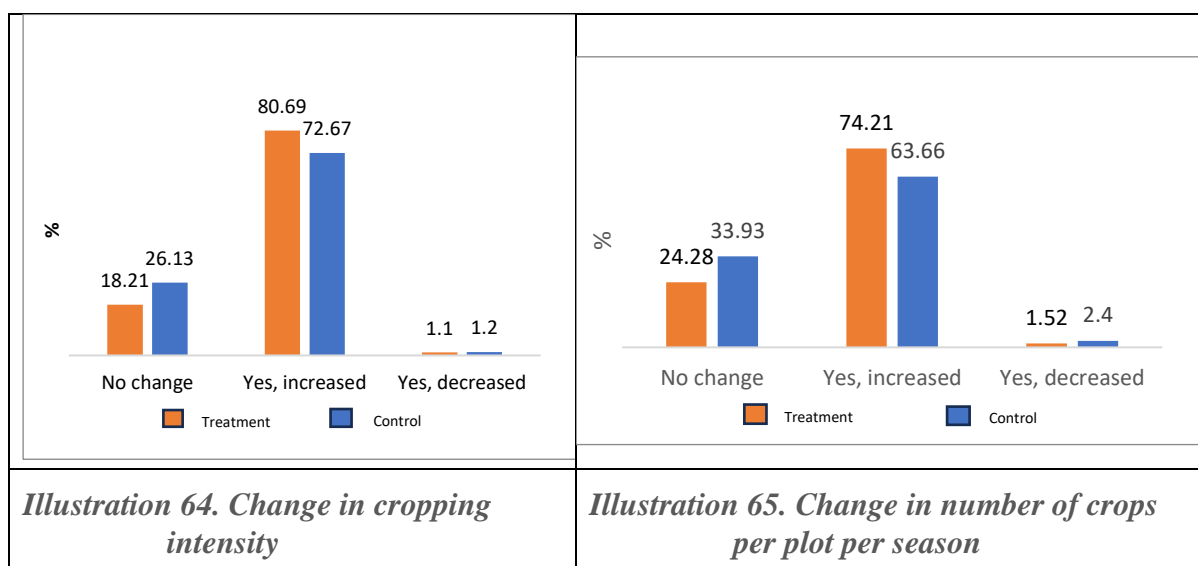 80.69
72.67
18.21
26.13
1.1
1.2
%
No change
Yes, increased
Yes, decreased
Treatment
Control
Illustration 64. Change in cropping
intensity
74.21
63.66
24.28
33.93
1.52
2.4
%
No change
Yes, increased
Yes, decreased
Treatment
Control
Illustration 65. Change in number of crops
per plot per season